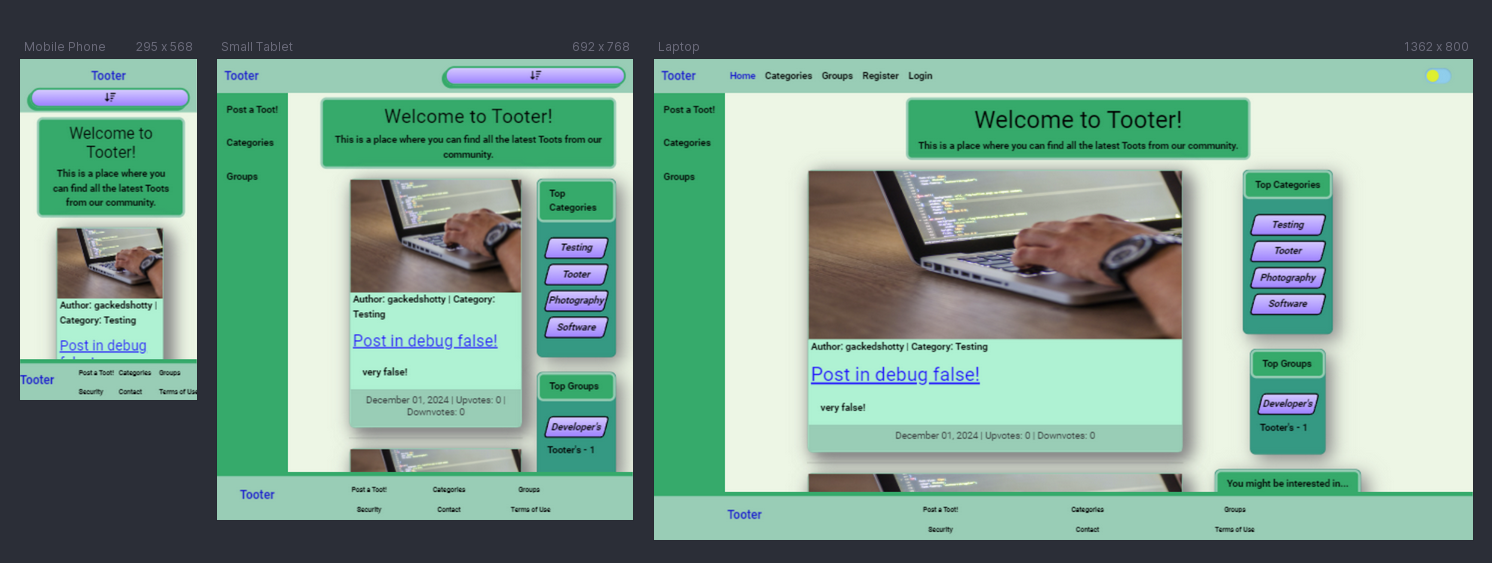 Mobile Phone 295 x 568
Tooter
Welcome to
Tooter!
This is a place where you
can find all the latest Toots
from our community.
Author: gackedshotty |
Category: Testing
Post in debug
Tooter
Post a Toot! Categories Groups
Security Contact Terms of Use
Small Tablet 692 x 768
Tooter
Post a Toot!
Categories
Groups
Welcome to Tooter!
This is a place where you can find all the latest Toots from our
community.
Author: gackedshotty | Category:
Testing
Post in debug false!
very false!
December 01, 2024 | Upvotes: 0 |
Downvotes: 0
Top
Categories
Testing
Tooter
Photography
Software
Top Groups
Developer's
Tooter's - 1
Tooter
Post a Toot! Categories Groups
Security Contact Terms of Use
Laptop 1362 x 800
Tooter Home Categories Groups Register Login
Post a Toot!
Categories
Groups
Welcome to Tooter!
This is a place where you can find all the latest Toots from our community.
Author: gackedshotty | Category: Testing
Post in debug false!
very false!
December 01, 2024 | Upvotes: 0 | Downvotes: 0
Top Categories
Testing
Tooter
Photography
Software
Top Groups
Developer's
Tooter's - 1
You might be interested in...
Tooter
Post a Toot! Categories Groups
Security Contact Terms of Use